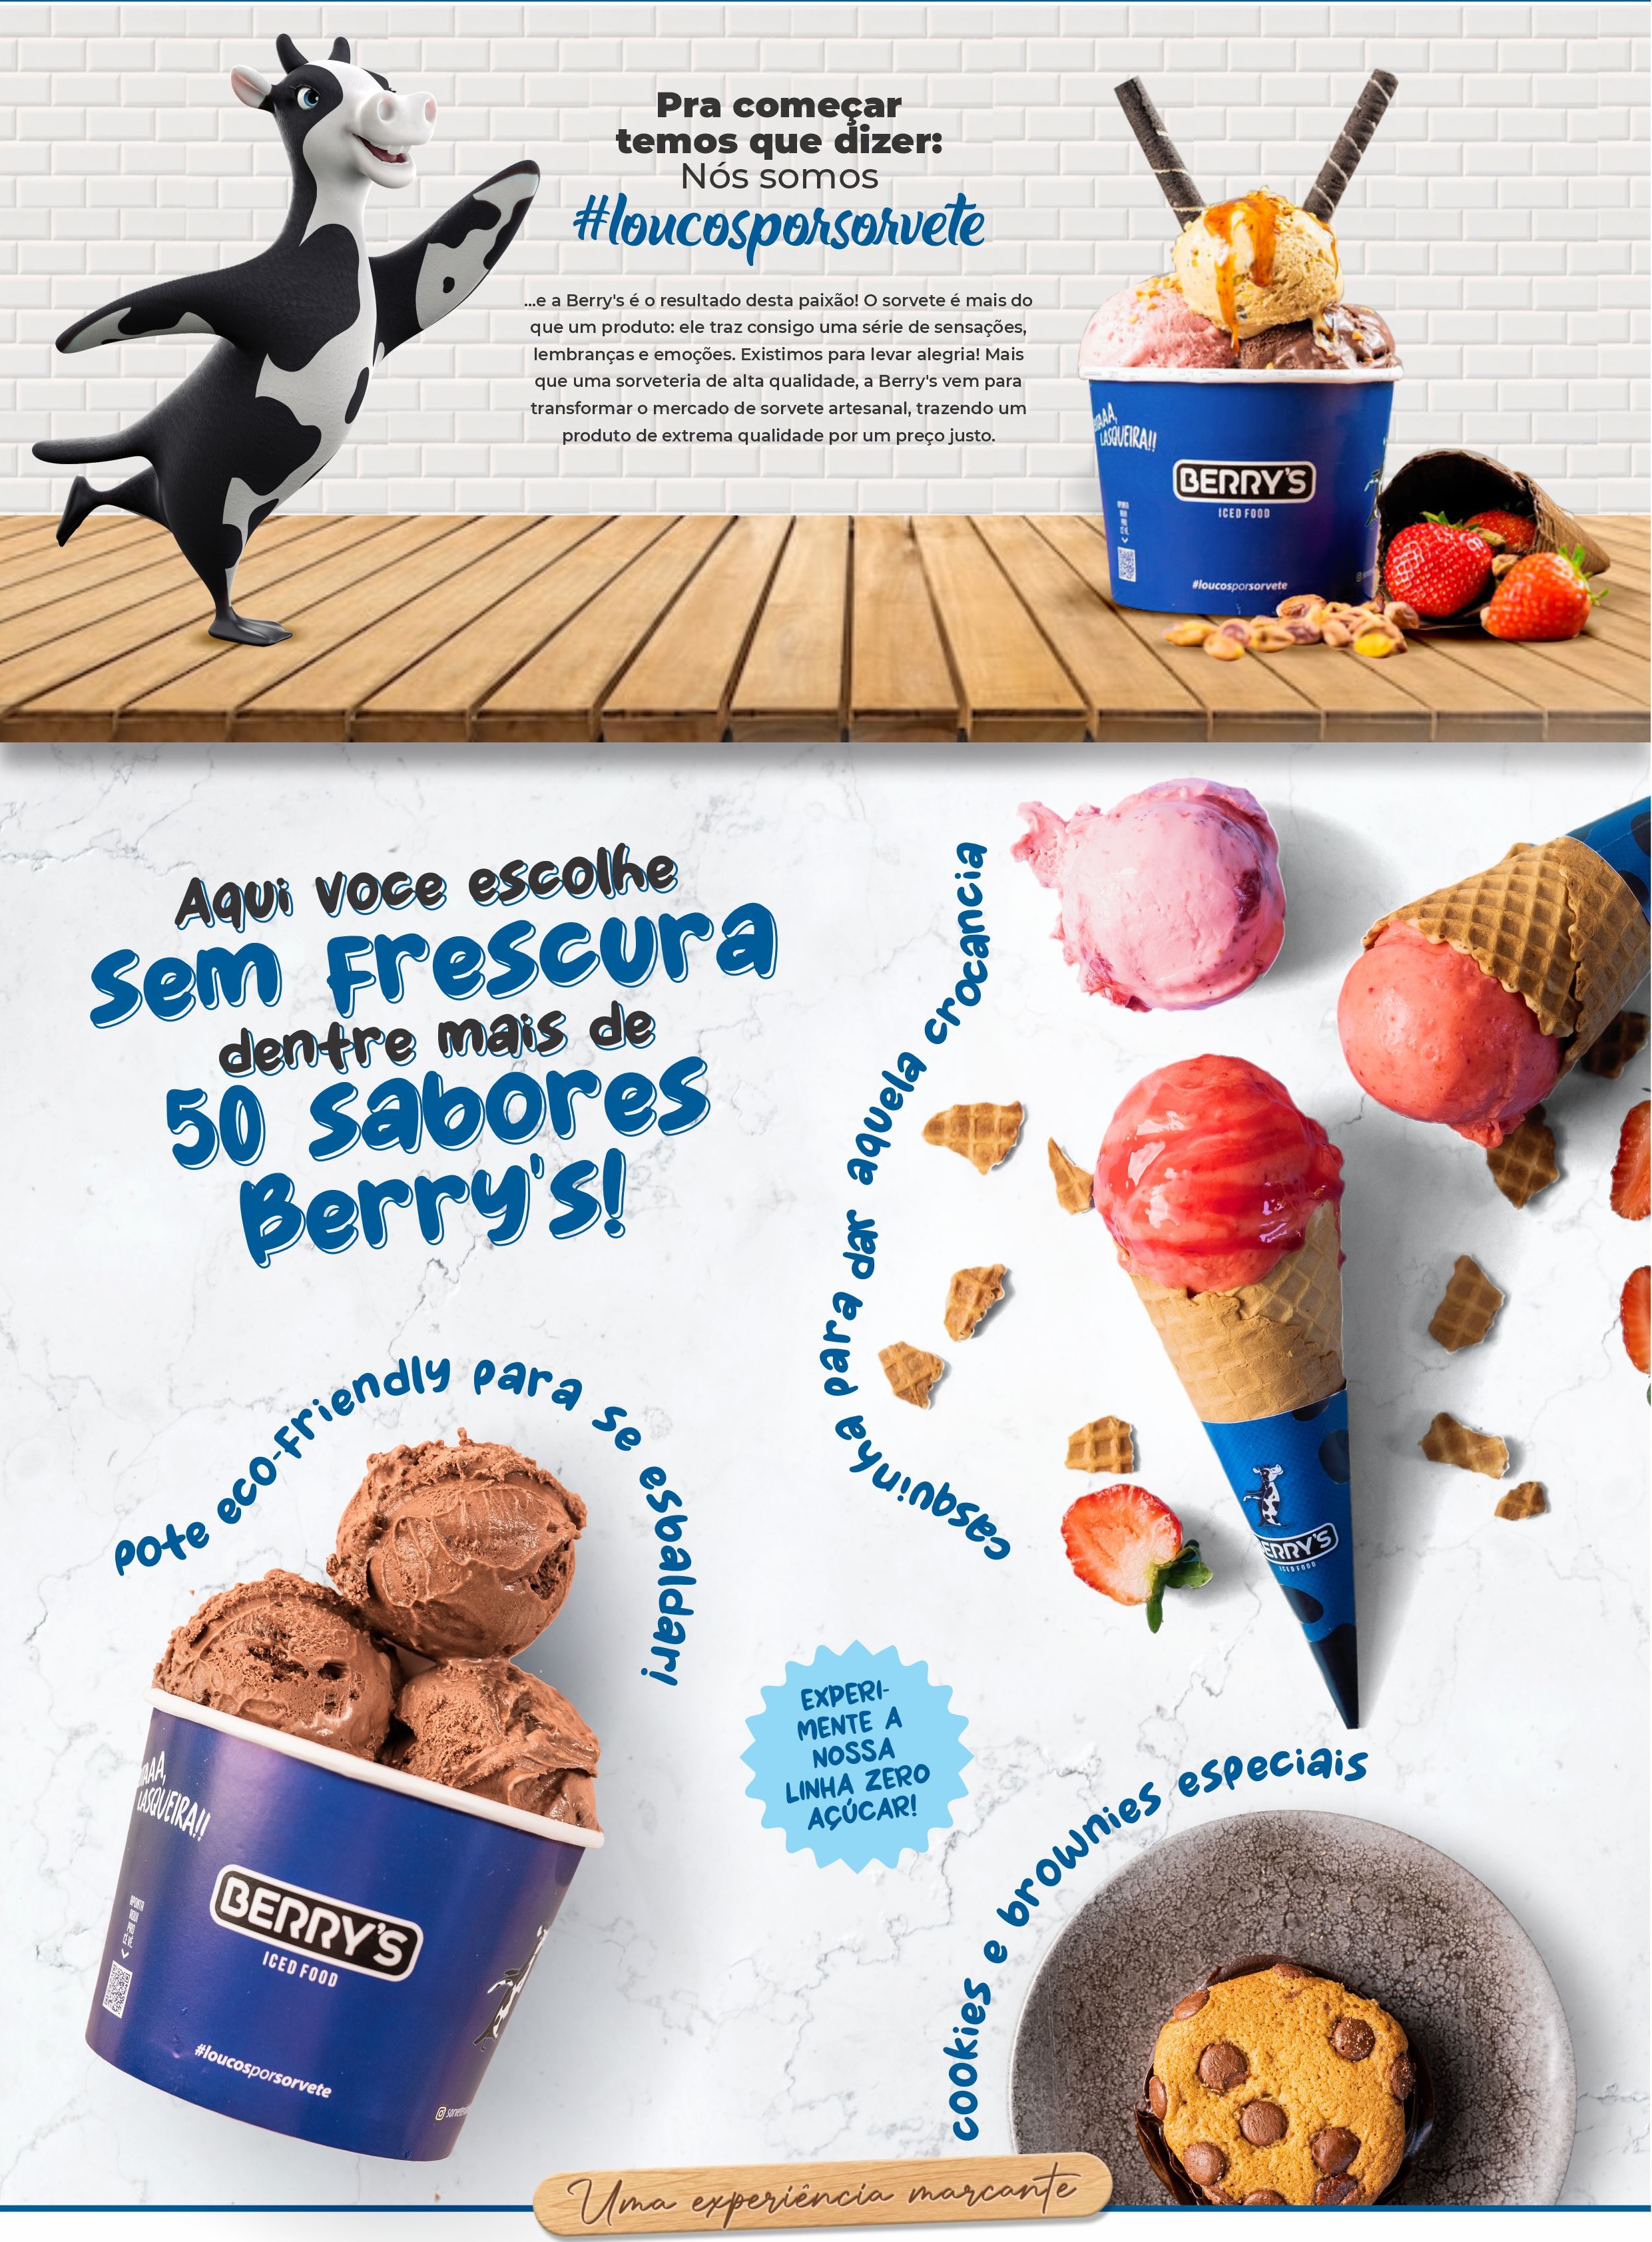 Pra começar
temos que dizer:
Nós somos
#loucosporsorvete
...e a Berry's é o resultado desta paixão! O sorvete é mais do
que um produto: ele traz consigo uma série de sensações,
lembranças e emoções. Existimos para levar alegria! Mais
que uma sorveteria de alta qualidade, a Berry's vem para
transformar o mercado de sorvete artesanal, trazendo um
produto de extrema qualidade por um preço justo.
LASQUEIRA!!
BERRY'S
ICED FOOD
#loucosporsorvete
Aqui voce escolhe
sem frescura
dentre mais de
50 sabores
Berry's!
casquinha para dar aquela crocancia
BERRY'S
ICED FOOD
pote eco-friendly para se esbaldar!
LASQUEIRA!!
BERRY'S
ICED FOOD
#loucosporsorvete
EXPERI-
MENTE A
NOSSA
LINHA ZERO
AÇÚCAR!
cookies e brownies especiais
Uma experiência marcante